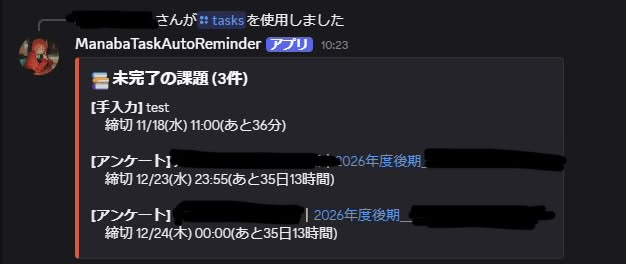 さんが tasks を使用しました
ManabaTaskAutoReminder アプリ 10:23
未完了の課題 (3件)
[手入力] test
締切 11/18(水) 11:00(あと36分)
[アンケート] 2026年度後期_
締切 12/23(水) 23:55(あと35日13時間)
[アンケート] | 2026年度後期_
締切 12/24(木) 00:00(あと35日13時間)